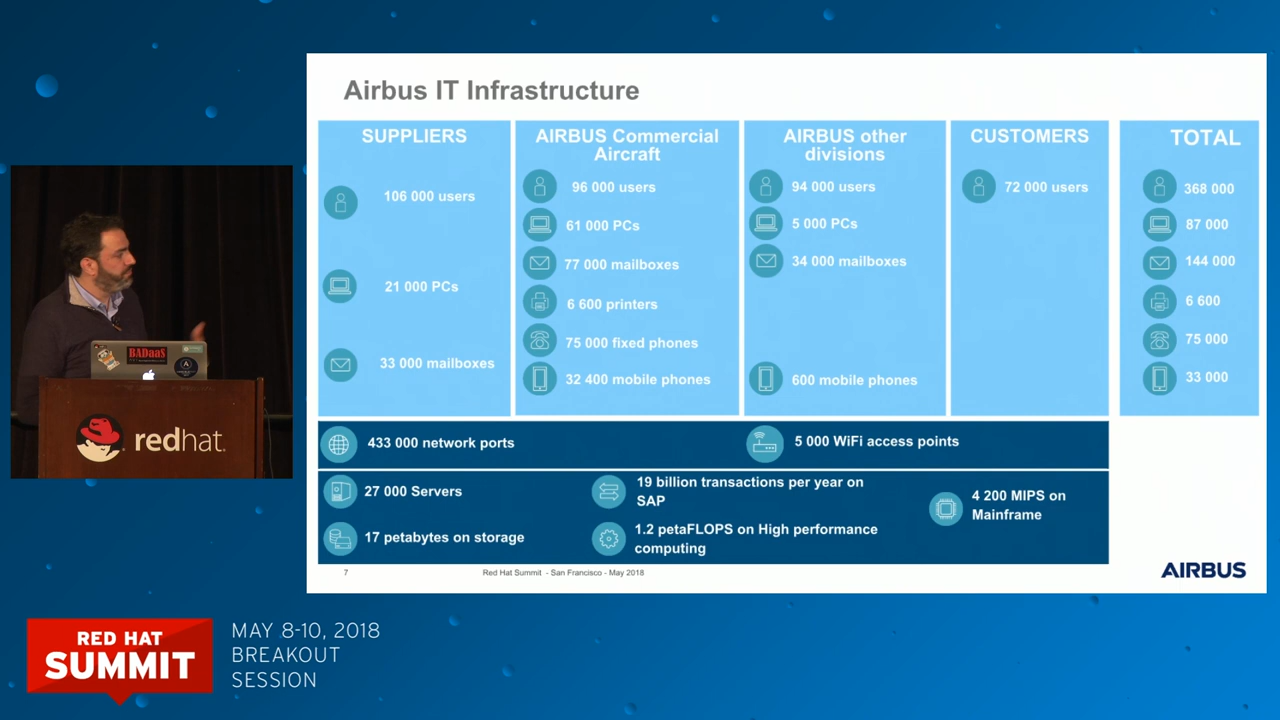 Airbus IT Infrastructure
SUPPLIERS
106 000 users
21 000 PCs
33 000 mailboxes
AIRBUS Commercial
Aircraft
96 000 users
61 000 PCs
77 000 mailboxes
6 600 printers
75 000 fixed phones
32 400 mobile phones
AIRBUS other
divisions
94 000 users
5 000 PCs
34 000 mailboxes
600 mobile phones
CUSTOMERS
72 000 users
TOTAL
368 000
87 000
144 000
6 600
75 000
33 000
433 000 network ports
5 000 WiFi access points
27 000 Servers
17 petabytes on storage
19 billion transactions per year on
SAP
1.2 petaFLOPS on High performance
computing
4 200 MIPS on
Mainframe
7
Red Hat Summit - San Francisco - May 2018
AIRBUS
BADaaS
redhat.
RED HAT
SUMMIT
MAY 8-10, 2018
BREAKOUT
SESSION